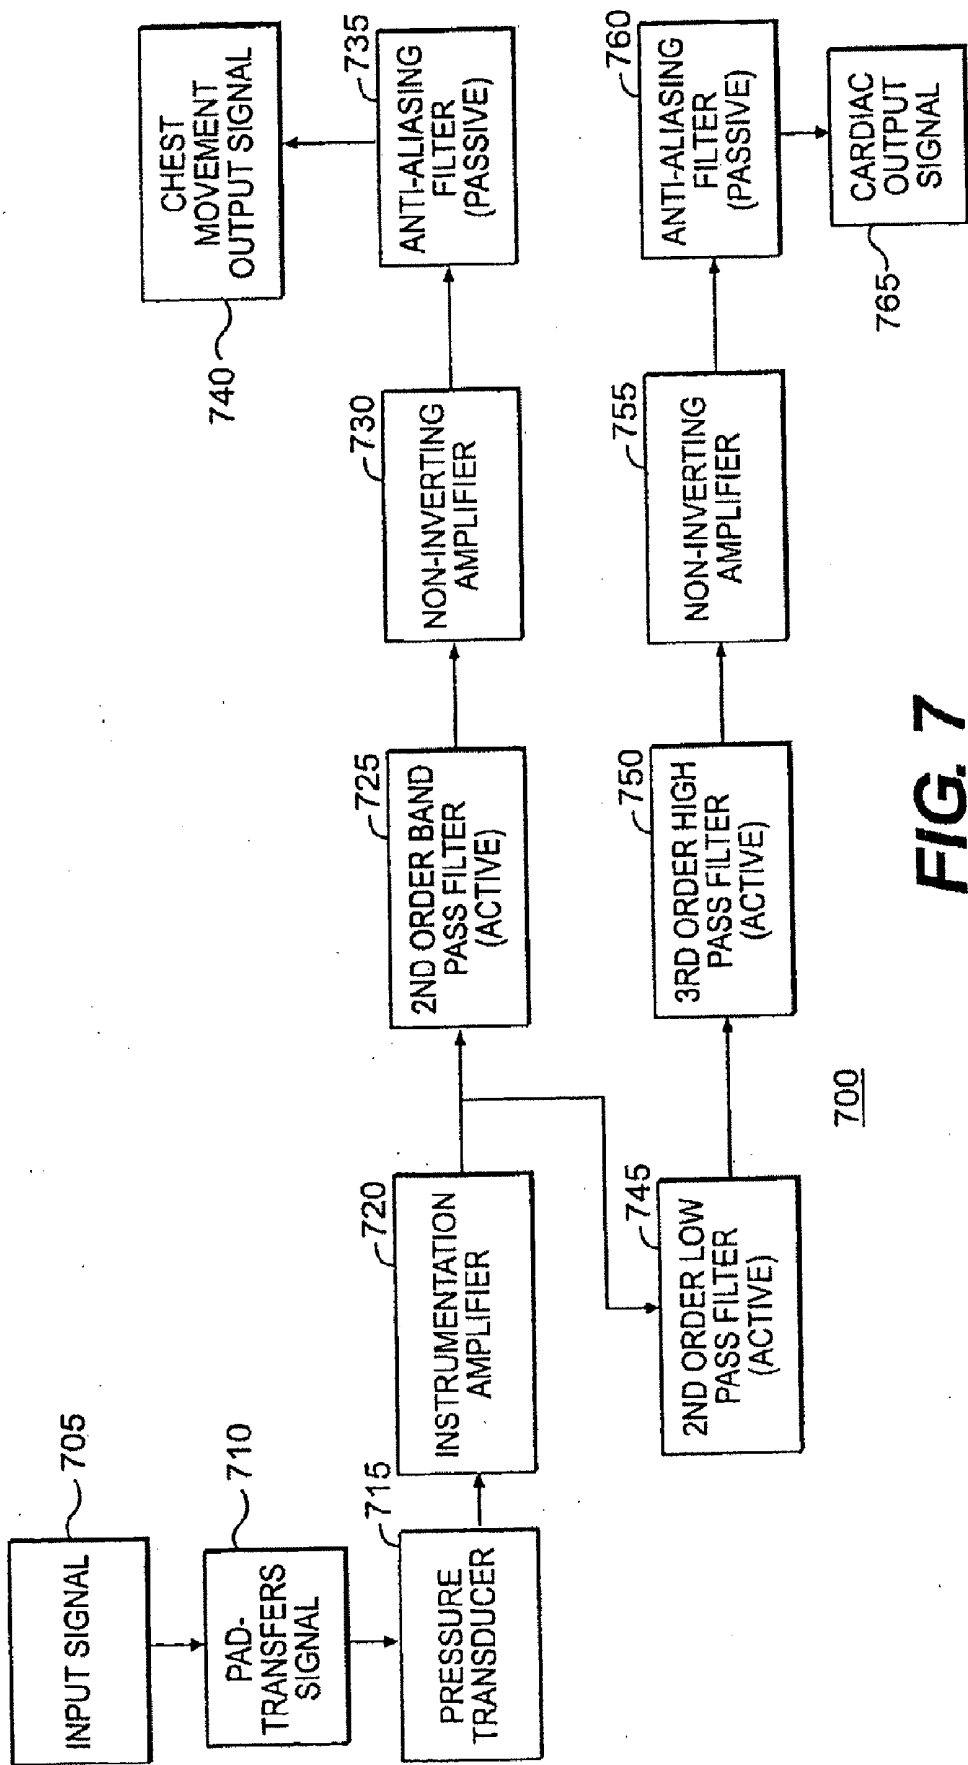 INPUT SIGNAL
705
PAD-
TRANSFERS
SIGNAL
710
PRESSURE
TRANSDUCER
715
INSTRUMENTATION
AMPLIFIER
720
2ND ORDER BAND
PASS FILTER
(ACTIVE)
725
NON-INVERTING
AMPLIFIER
730
ANTI-ALIASING
FILTER
(PASSIVE)
735
CHEST
MOVEMENT
OUTPUT SIGNAL
740
2ND ORDER LOW
PASS FILTER
(ACTIVE)
745
3RD ORDER HIGH
PASS FILTER
(ACTIVE)
750
NON-INVERTING
AMPLIFIER
755
ANTI-ALIASING
FILTER
(PASSIVE)
760
CARDIAC
OUTPUT
SIGNAL
765
700
FIG. 7